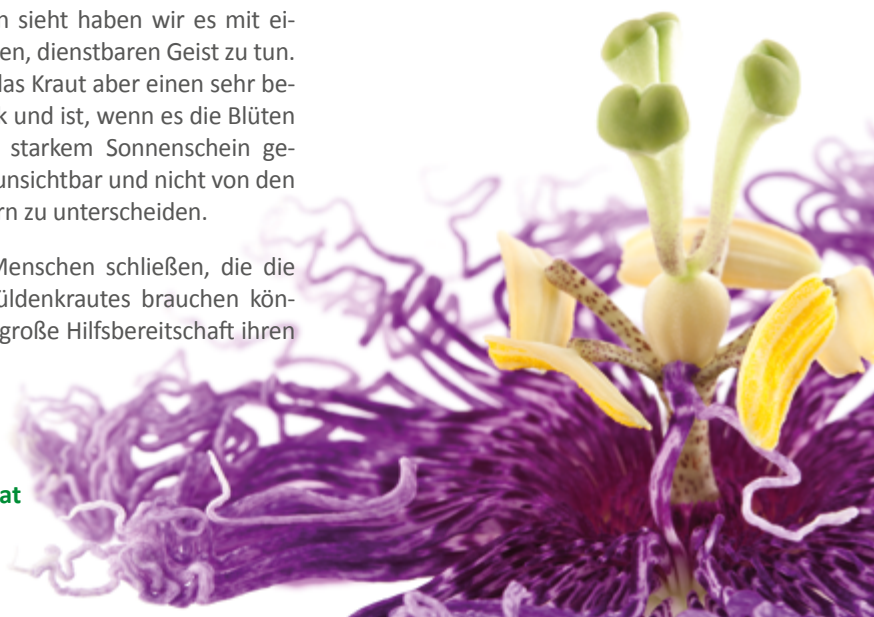 n sieht haben wir es mit ei-
en, dienstbaren Geist zu tun.
das Kraut aber einen sehr be-
k und ist, wenn es die Blüten
starkem Sonnenschein ge-
unsichtbar und nicht von den
rn zu unterscheiden.
Menschen schließen, die die
üldenkrautes brauchen kön-
große Hilfsbereitschaft ihren
at